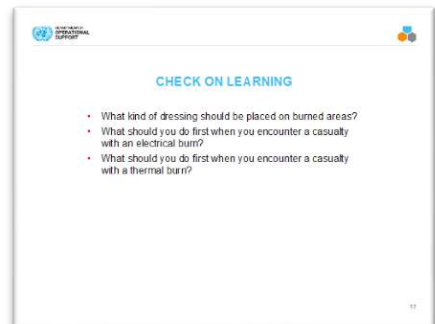 DEPARTMENT OF
OPERATIONAL
SUPPORT
CHECK ON LEARNING
• What kind of dressing should be placed on burned areas?
• What should you do first when you encounter a casualty
with an electrical burn?
• What should you do first when you encounter a casualty
with a thermal burn?